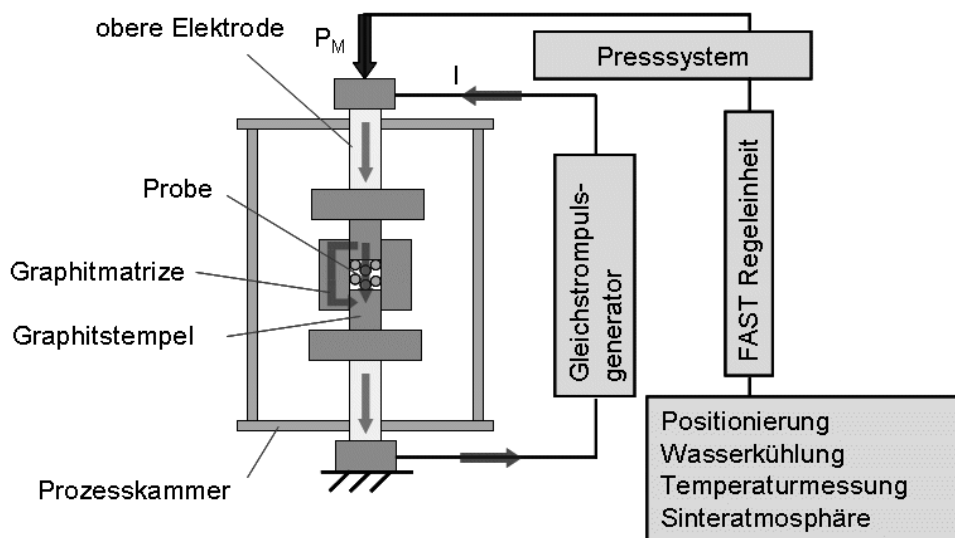 obere Elektrode
P_M
Presssystem
I
Probe
Graphitmatrize
Graphitstempel
Gleichstrompuls-
generator
FAST Regeleinheit
Prozesskammer
Positionierung
Wasserkühlung
Temperaturmessung
Sinteratmosphäre